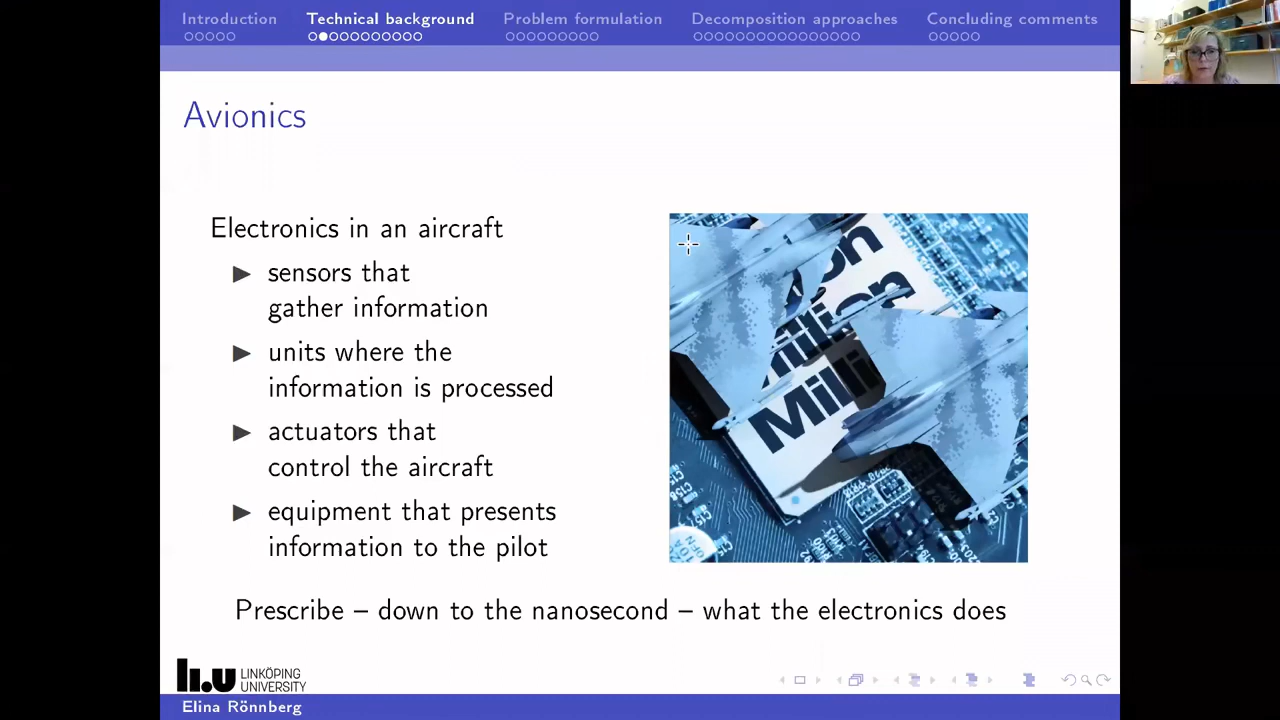 Introduction
Technical background
Problem formulation
Decomposition approaches
Concluding comments
Avionics
Electronics in an aircraft
sensors that
gather information
units where the
information is processed
actuators that
control the aircraft
equipment that presents
information to the pilot
Milli
Prescribe – down to the nanosecond – what the electronics does
li.u LINKÖPING
UNIVERSITY
Elina Rönnberg